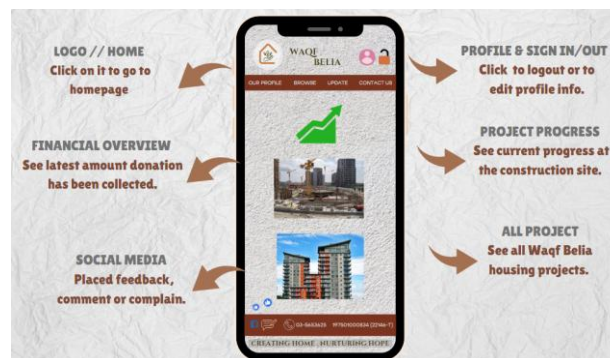 LOGO // HOME
Click on it to go to
homepage
FINANCIAL OVERVIEW
See latest amount donation
has been collected.
SOCIAL MEDIA
Placed feedback,
comment or complain.
WAQF
BELIA
OUR PROFILE BROWSE UPDATE CONTACT US
CREATING HOME . NURTURING HOPE
PROFILE & SIGN IN/OUT
Click to logout or to
edit profile info.
PROJECT PROGRESS
See current progress at
the construction site.
ALL PROJECT
See all Waqf Belia
housing projects.